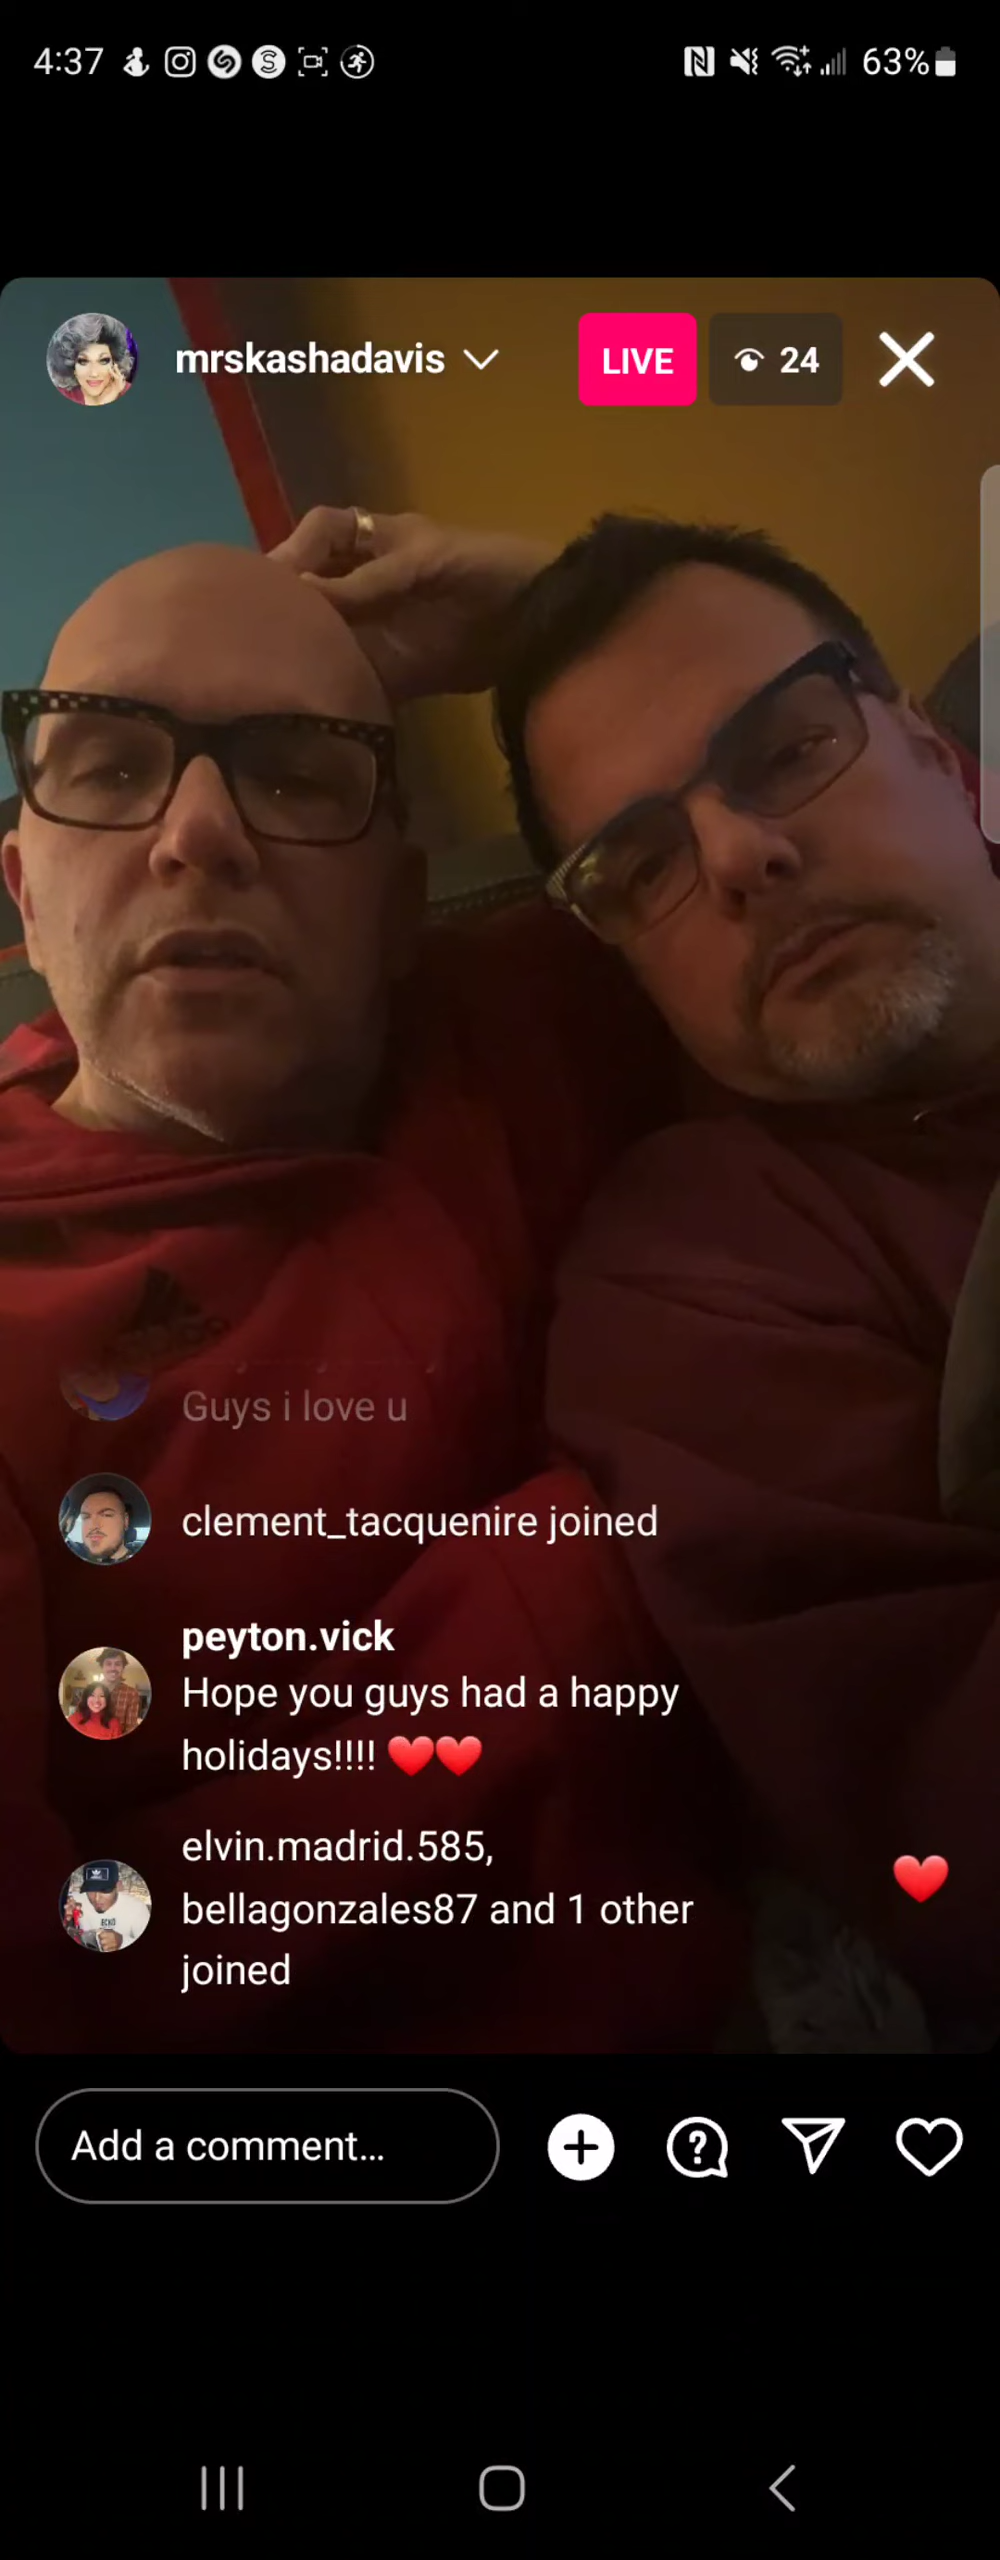 4:37
63%
mrskashadavis
LIVE
24
Guys i love u
clement_tacquenire joined
peyton.vick
Hope you guys had a happy
holidays!!!! ❤️❤️
elvin.madrid.585,
bellagonzales87 and 1 other
joined
Add a comment...